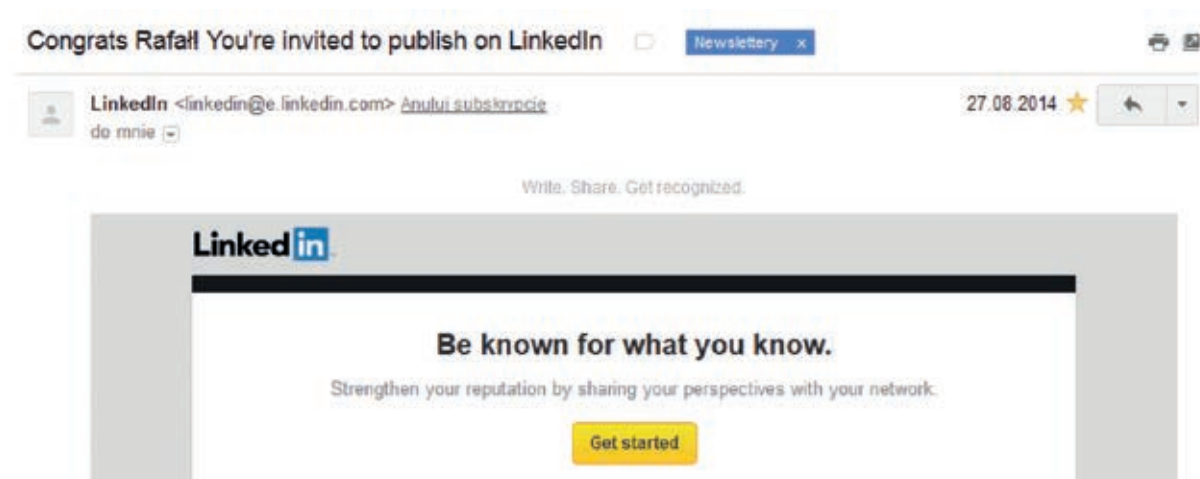 Congrats Rafał! You're invited to publish on LinkedIn Newslettery x
LinkedIn <linkedin@e.linkedin.com> Anuluj subskrypcję 27.08.2014
do mnie
Write. Share. Get recognized.
Linked in
Be known for what you know.
Strengthen your reputation by sharing your perspectives with your network.
Get started